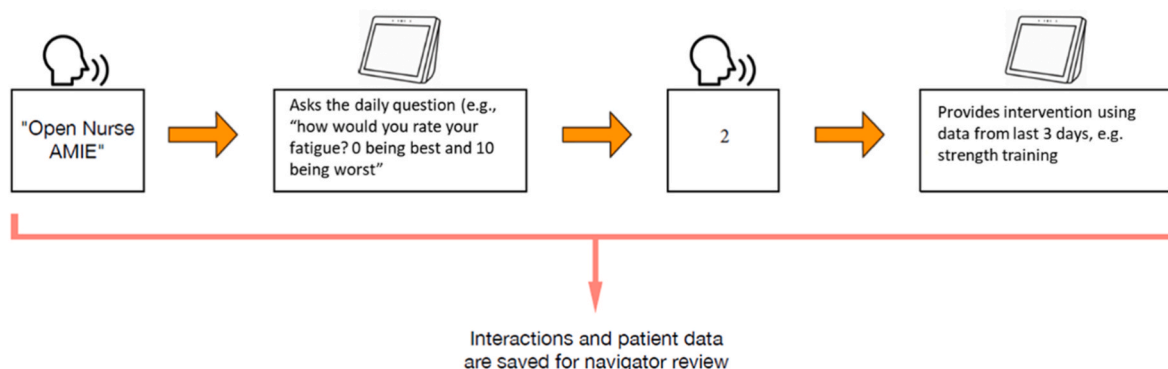 "Open Nurse
AMIE"
Asks the daily question (e.g.,
“how would you rate your
fatigue? 0 being best and 10
being worst”
2
Provides intervention using
data from last 3 days, e.g.
strength training
Interactions and patient data
are saved for navigator review